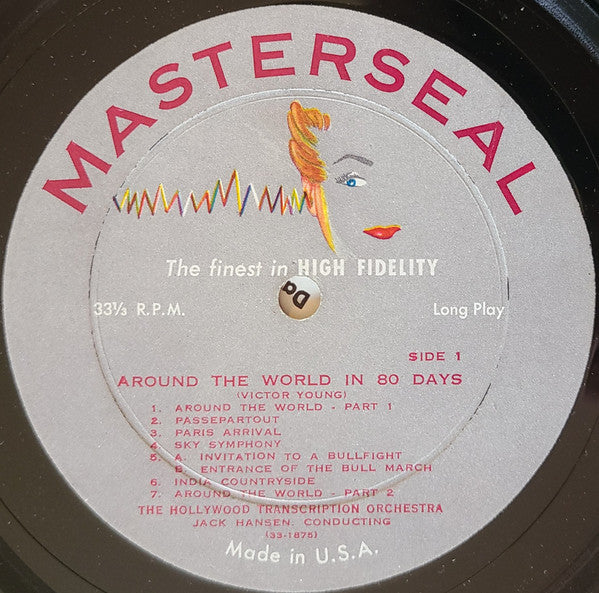 MASTERSEAL
The finest in HIGH FIDELITY
Da
33⅓ R.P.M.
Long Play
SIDE 1
AROUND THE WORLD IN 80 DAYS
(VICTOR YOUNG)
1. AROUND THE WORLD - PART 1
2. PASSEPARTOUT
3. PARIS ARRIVAL
4. SKY SYMPHONY
5. A. INVITATION TO A BULLFIGHT
B. ENTRANCE OF THE BULL MARCH
6. INDIA COUNTRYSIDE
7. AROUND THE WORLD - PART 2
THE HOLLYWOOD TRANSCRIPTION ORCHESTRA
JACK HANSEN, CONDUCTING
(33-1875)
Made in U.S.A.